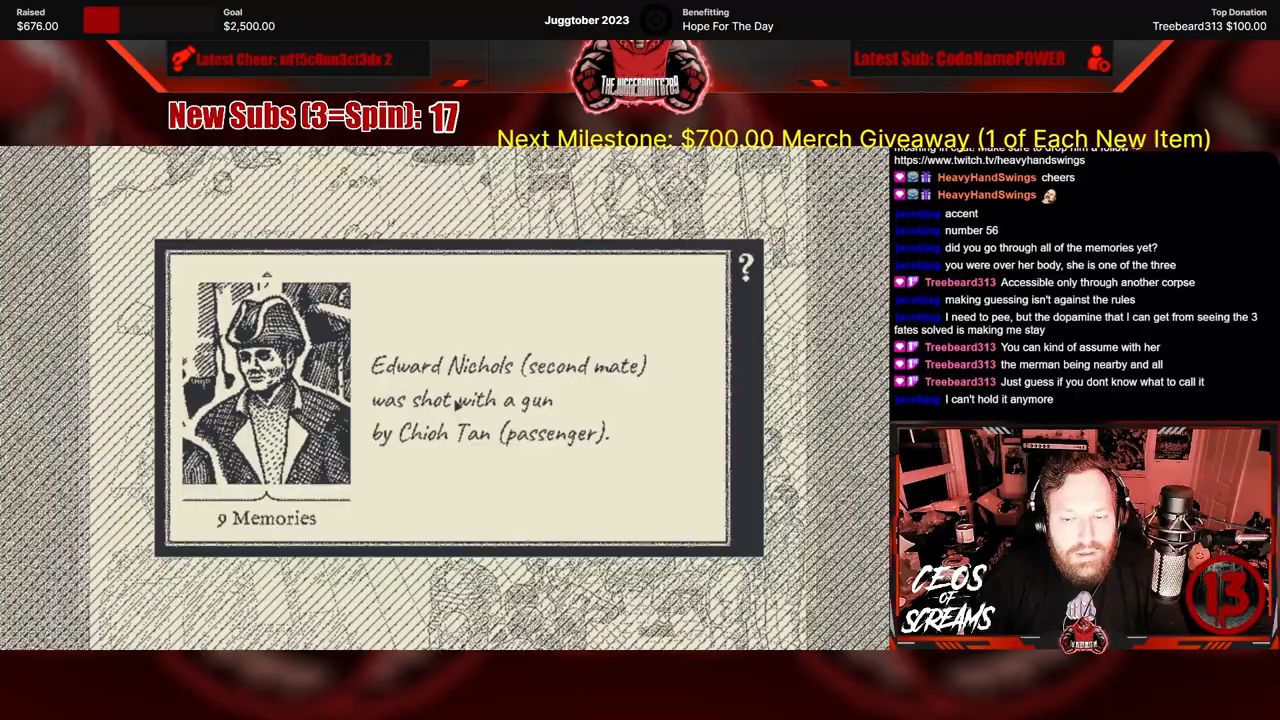 Raised
$676.00
Goal
$2,500.00
Juggtober 2023
Benefitting
Hope For The Day
Top Donation
Treebeard313 $100.00
Latest Cheer: xd15c0nn3ct3dx 2
THEJUGGERNAUT6789
Latest Sub: CodeNamePOWER
New Subs (3=Spin): 17
Next Milestone: $700.00 Merch Giveaway (1 of Each New Item)
https://www.twitch.tv/heavyhandswings
HeavyHandSwings cheers
HeavyHandSwings
accent
number 56
did you go through all of the memories yet?
you were over her body, she is one of the three
Treebeard313 Accessible only through another corpse
making guessing isn't against the rules
I need to pee, but the dopamine that I can get from seeing the 3
fates solved is making me stay
Treebeard313 You can kind of assume with her
Treebeard313 the merman being nearby and all
Treebeard313 Just guess if you dont know what to call it
I can't hold it anymore
?
Edward Nichols (second mate)
was shot with a gun
by Chioh Tan (passenger).
9 Memories
CEOS
OF
SCREAMS
13